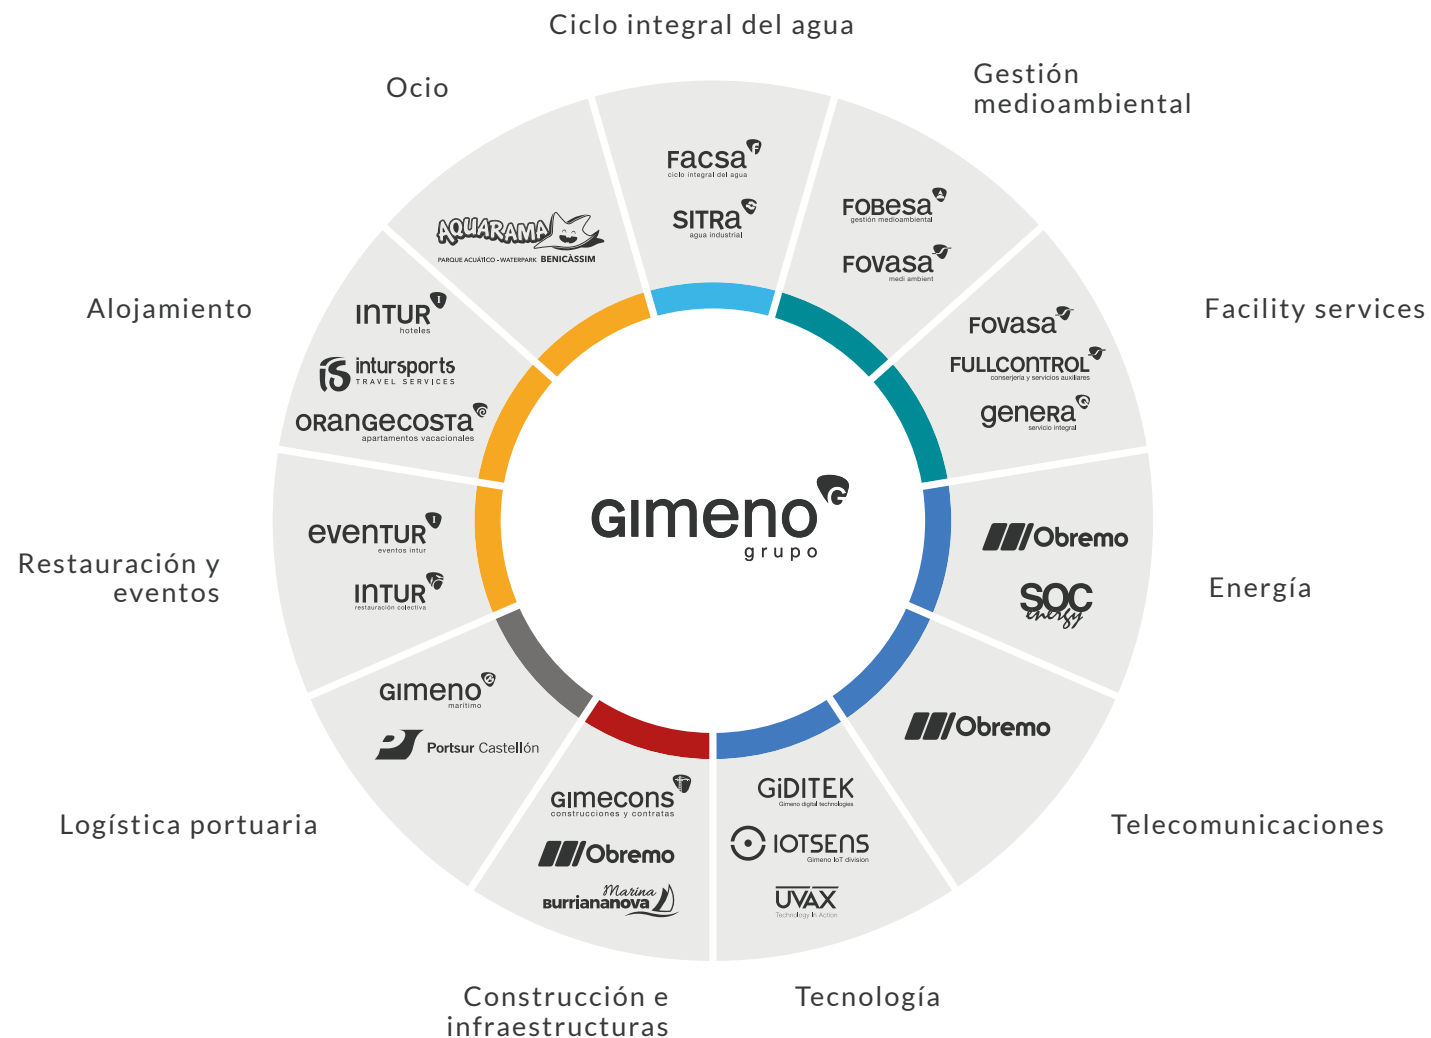 Ciclo integral del agua
Facsa
ciclo integral del agua
SITRa
agua industrial
Gestión
medioambiental
FOBesa
gestión medioambiental
Fovasa
medi ambient
Facility services
Fovasa
FULLCONTROL
conserjería y servicios auxiliares
geneRa
servicio integral
Energía
Obremo
SOC
energy
Telecomunicaciones
Obremo
Tecnología
GiDITEK
Gimeno digital technologies
IOTSENS
Gimeno IoT division
UVAX
Technology In Action
Construcción e
infraestructuras
GIMECONS
construcciones y contratas
Obremo
Marina
BURRIANANOVA
Logística portuaria
GIMENO
marítimo
Portsur Castellón
Restauración y
eventos
evenTUR
eventos intur
INTUR
restauración colectiva
Alojamiento
INTUR
hoteles
iS intursports
TRAVEL SERVICES
ORangecosTa
apartamentos vacacionales
Ocio
AQUARAMA
PARQUE ACUÁTICO - WATERPARK BENICÀSSIM
GIMENO
grupo